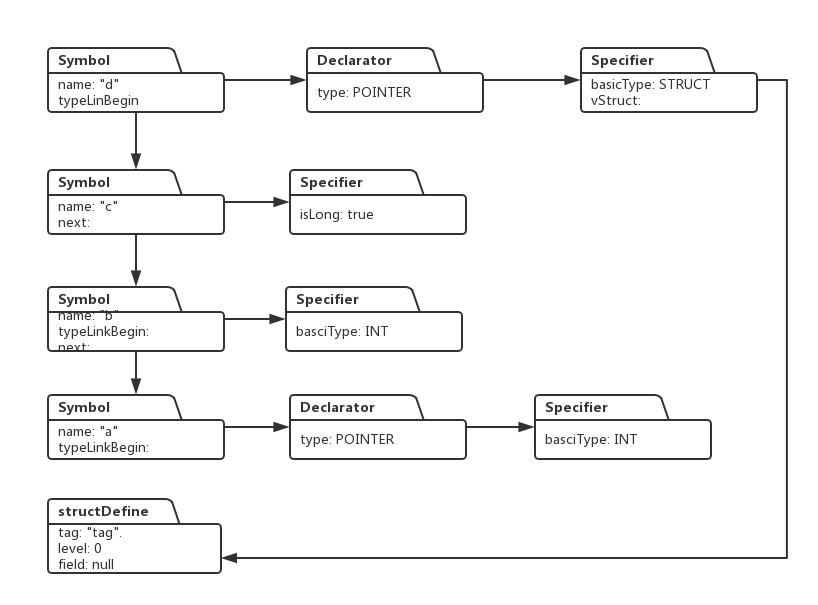 Symbol
name: "d"
typeLinBegin
Declarator
type: POINTER
Specifier
basicType: STRUCT
vStruct:
Symbol
name: "c"
next:
Specifier
isLong: true
Symbol
name: "b"
typeLinkBegin:
next:
Specifier
basciType: INT
Symbol
name: "a"
typeLinkBegin:
Declarator
type: POINTER
Specifier
basciType: INT
structDefine
tag: "tag".
level: 0
field: null